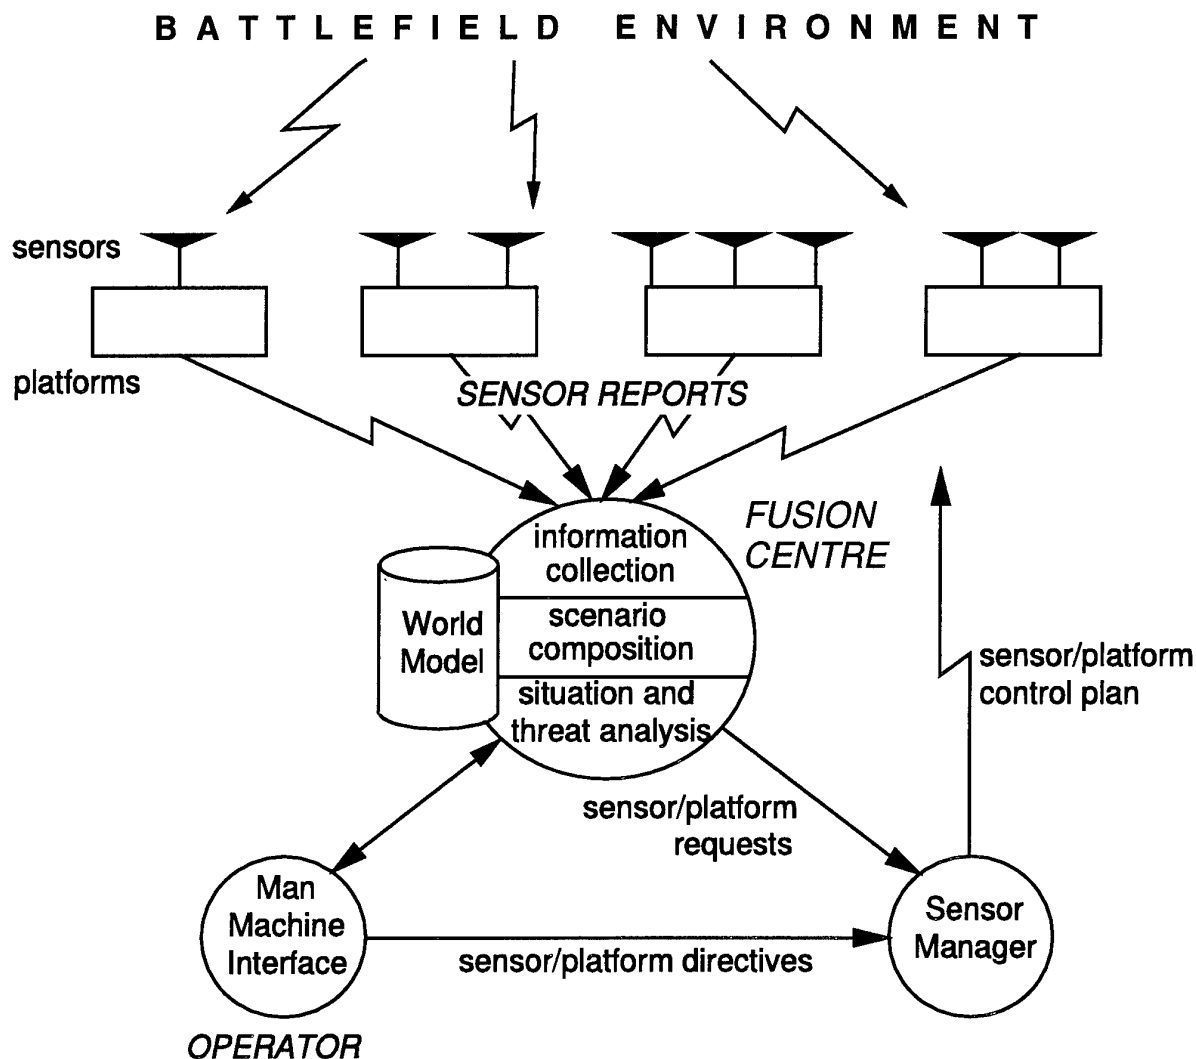 BATTLEFIELD ENVIRONMENT
sensors
platforms
SENSOR REPORTS
FUSION
CENTRE
information
collection
scenario
composition
situation and
threat analysis
World
Model
sensor/platform
control plan
sensor/platform
requests
Man
Machine
Interface
Sensor
Manager
sensor/platform directives
OPERATOR